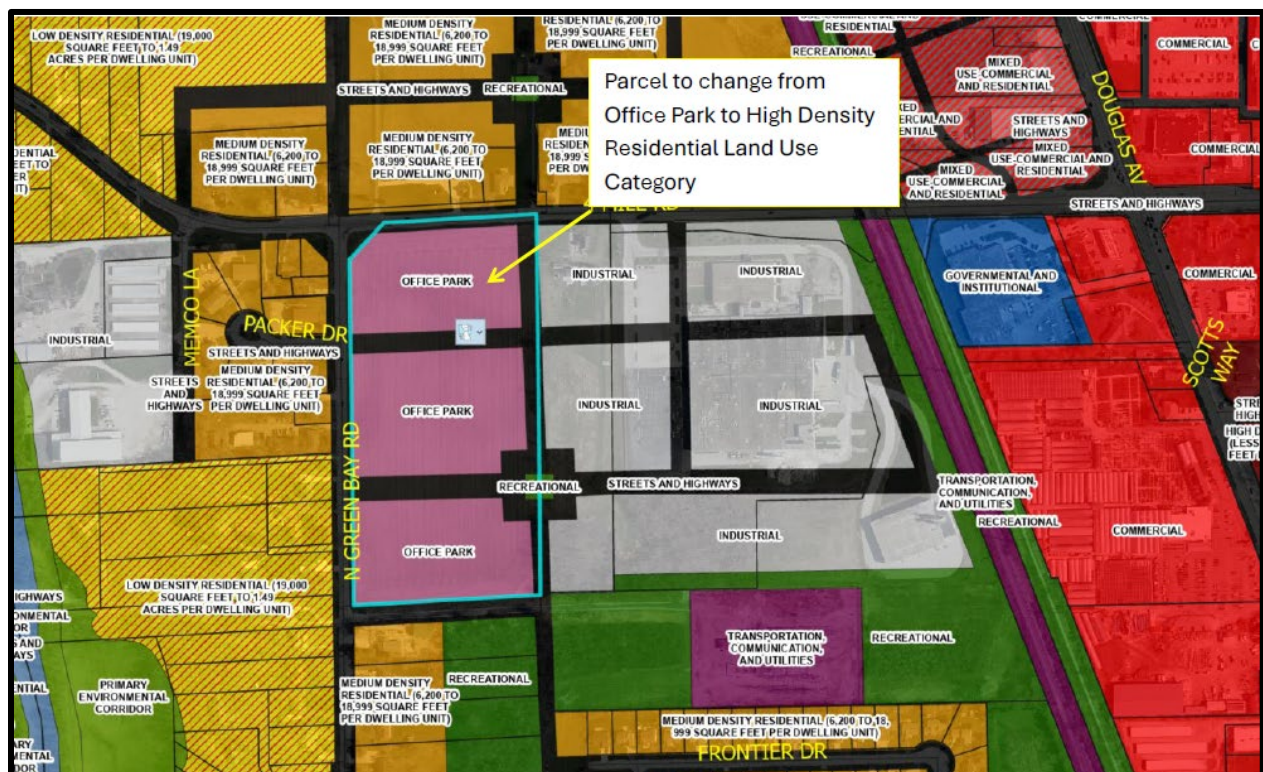 LOW DENSITY RESIDENTIAL (19,000
SQUARE FEET TO 1.49
ACRES PER DWELLING UNIT)
MEDIUM DENSITY
RESIDENTIAL (6,200 TO
18,999 SQUARE FEET
PER DWELLING UNIT)
RESIDENTIAL (6,200 TO
18,999 SQUARE FEET
PER DWELLING UNIT)
RESIDENTIAL
RECREATIONAL
COMMERCIAL
COMMERCIAL
MIXED
USE-COMMERCIAL
AND RESIDENTIAL
DOUGLAS AV
STREETS AND HIGHWAYS
RECREATIONAL
Parcel to change from
Office Park to High Density
Residential Land Use
Category
MEDIUM DENSITY
RESIDENTIAL (6,200 TO
18,999 SQUARE FEET
PER DWELLING UNIT)
MEDIUM DENSITY
RESIDENTIAL (6,200 TO
18,999 SQUARE FEET
PER DWELLING UNIT)
STREETS AND
HIGHWAYS
MIXED
USE-COMMERCIAL AND
RESIDENTIAL
COMMERCIAL
MIXED
USE-COMMERCIAL
AND RESIDENTIAL
STREETS AND HIGHWAYS
MEMCO LA
PACKER DR
INDUSTRIAL
STREETS AND HIGHWAYS
STREETS
AND
HIGHWAYS
MEDIUM DENSITY
RESIDENTIAL (6,200 TO
18,999 SQUARE FEET
PER DWELLING UNIT)
N GREEN BAY RD
OFFICE PARK
OFFICE PARK
OFFICE PARK
INDUSTRIAL
INDUSTRIAL
GOVERNMENTAL AND
INSTITUTIONAL
COMMERCIAL
SCOTTS
WAY
INDUSTRIAL
INDUSTRIAL
RECREATIONAL
STREETS AND HIGHWAYS
TRANSPORTATION,
COMMUNICATION,
AND UTILITIES
RECREATIONAL
COMMERCIAL
INDUSTRIAL
LOW DENSITY RESIDENTIAL (19,000
SQUARE FEET TO 1.49
ACRES PER DWELLING UNIT)
PRIMARY
ENVIRONMENTAL
CORRIDOR
MEDIUM DENSITY
RESIDENTIAL (6,200 TO
18,999 SQUARE FEET
PER DWELLING UNIT)
RECREATIONAL
TRANSPORTATION,
COMMUNICATION,
AND UTILITIES
RECREATIONAL
MEDIUM DENSITY RESIDENTIAL (6,200 TO 18,
999 SQUARE FEET PER DWELLING UNIT)
FRONTIER DR